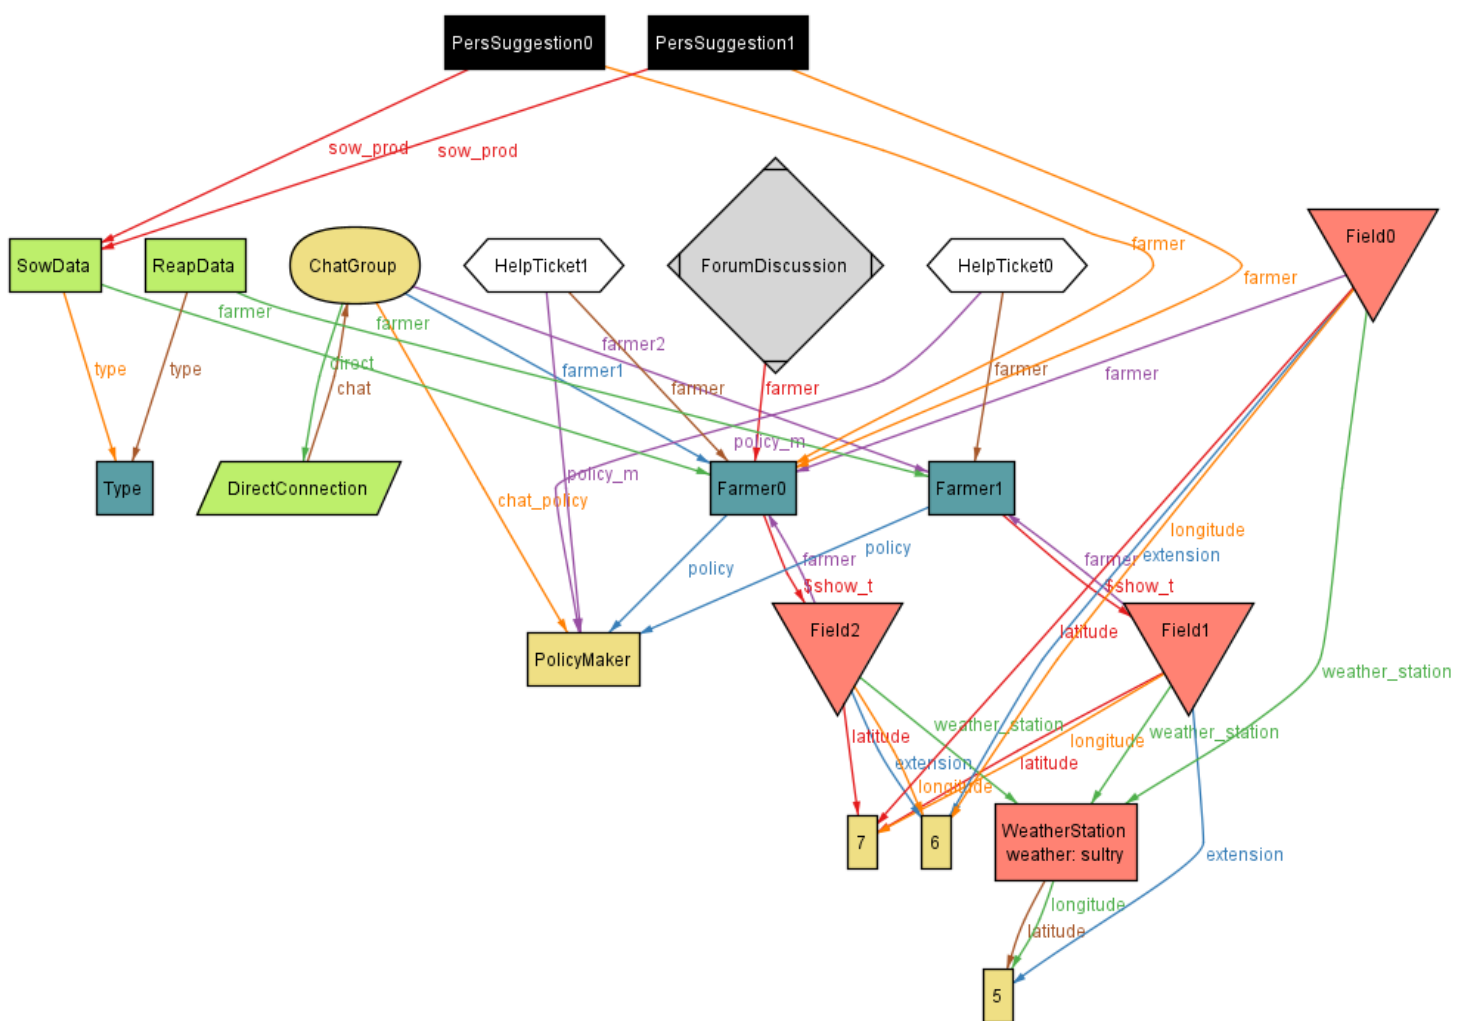 PersSuggestion0
PersSuggestion1
sow_prod
sow_prod
SowData
ReapData
ChatGroup
HelpTicket1
ForumDiscussion
HelpTicket0
Field0
farmer
farmer
farmer
farmer
farmer2
farmer1
direct
chat
type
type
farmer
farmer
farmer
farmer
policy_m
policy_m
Type
DirectConnection
chat_policy
Farmer0
Farmer1
longitude
extension
policy
policy
farmer
farmer
$show_t
$show_t
latitude
PolicyMaker
Field2
Field1
weather_station
weather_station
weather_station
latitude
longitude
extension
latitude
longitude
7
6
WeatherStation
weather: sultry
extension
longitude
latitude
5